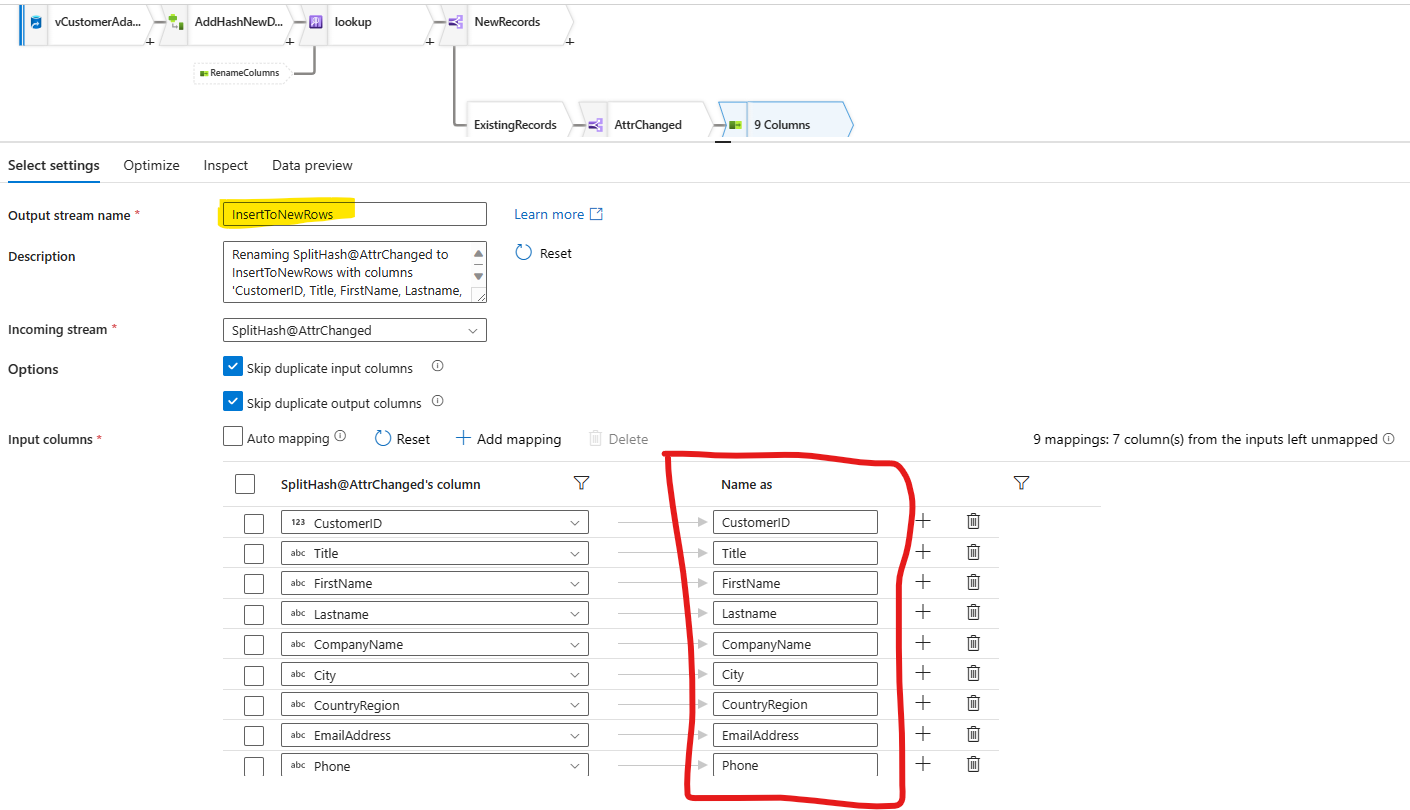 vCustomerAda...
AddHashNewD...
lookup
NewRecords
RenameColumns
ExistingRecords
AttrChanged
9 Columns
Select settings
Optimize
Inspect
Data preview
Output stream name *
InsertToNewRows
Learn more
Description
Renaming SplitHash@AttrChanged to
InsertToNewRows with columns
'CustomerID, Title, FirstName, Lastname,
Reset
Incoming stream *
SplitHash@AttrChanged
Options
Skip duplicate input columns
Skip duplicate output columns
Input columns *
Auto mapping
Reset
Add mapping
Delete
9 mappings: 7 column(s) from the inputs left unmapped
SplitHash@AttrChanged's column
Name as
123 CustomerID
CustomerID
abc Title
Title
abc FirstName
FirstName
abc Lastname
Lastname
abc CompanyName
CompanyName
abc City
City
abc CountryRegion
CountryRegion
abc EmailAddress
EmailAddress
abc Phone
Phone